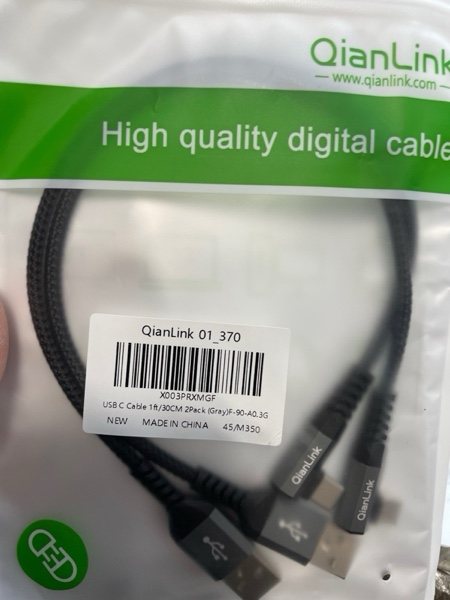 QianLink
www.qianlink.com
High quality digital cable
QianLink 01_370
X003PRXMGF
USB C Cable 1ft/30CM 2Pack (Gray)F-90-A0.3G
NEW MADE IN CHINA 45/M350
QianLink
QianLink